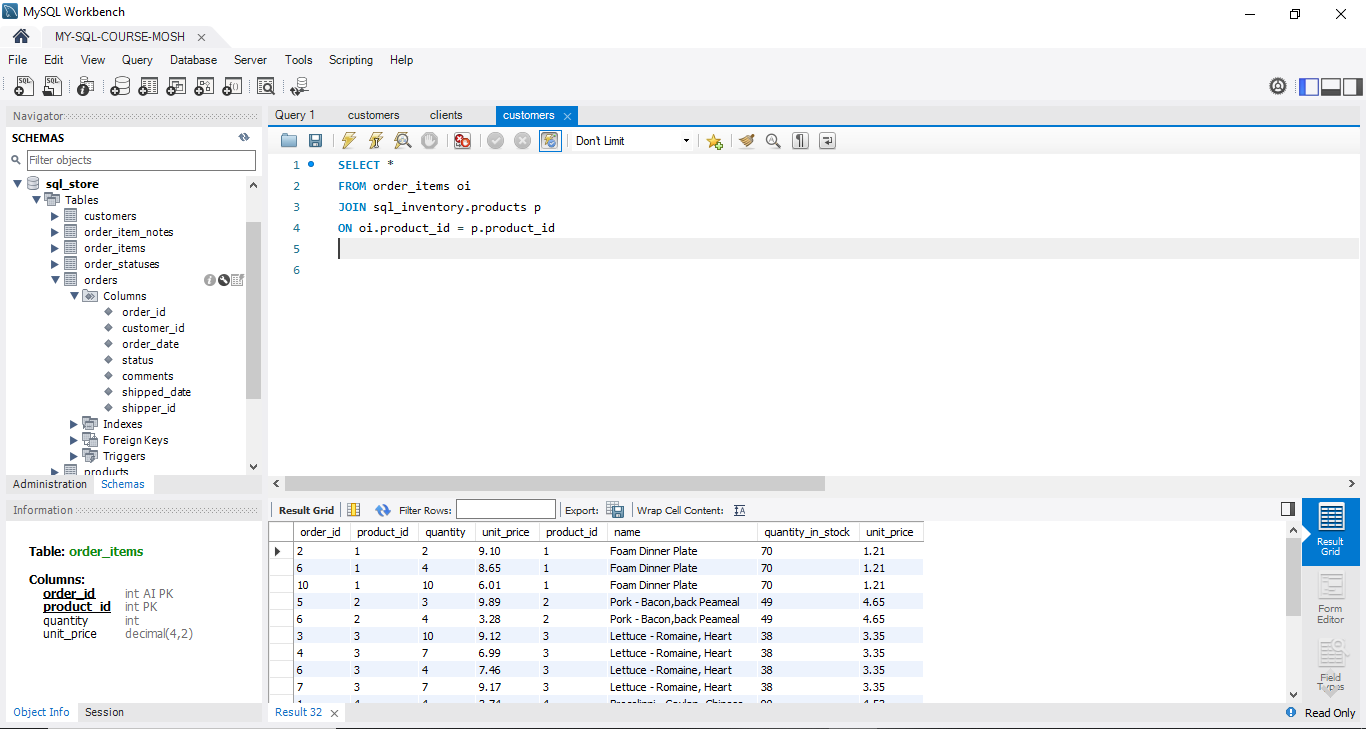 MySQL Workbench
MY-SQL-COURSE-MOSH
File Edit View Query Database Server Tools Scripting Help
Navigator
SCHEMAS
Filter objects
sql_store
Tables
customers
order_item_notes
order_items
order_statuses
orders
Columns
order_id
customer_id
order_date
status
comments
shipped_date
shipper_id
Indexes
Foreign Keys
Triggers
products
Administration Schemas
Information
Table: order_items
Columns:
order_id int AI PK
product_id int PK
quantity int
unit_price decimal(4,2)
Object Info Session
Query 1 customers clients customers
Don't Limit
1 SELECT *
2 FROM order_items oi
3 JOIN sql_inventory.products p
4 ON oi.product_id = p.product_id
5
6
Result Grid Filter Rows: Export: Wrap Cell Content:
order_id product_id quantity unit_price product_id name quantity_in_stock unit_price
2 1 2 9.10 1 Foam Dinner Plate 70 1.21
6 1 4 8.65 1 Foam Dinner Plate 70 1.21
10 1 10 6.01 1 Foam Dinner Plate 70 1.21
5 2 3 9.89 2 Pork - Bacon,back Peameal 49 4.65
6 2 4 3.28 2 Pork - Bacon,back Peameal 49 4.65
3 3 10 9.12 3 Lettuce - Romaine, Heart 38 3.35
4 3 7 6.99 3 Lettuce - Romaine, Heart 38 3.35
6 3 4 7.46 3 Lettuce - Romaine, Heart 38 3.35
7 3 7 9.17 3 Lettuce - Romaine, Heart 38 3.35
Result 32
Result
Grid
Form
Editor
Field
Types
Read Only